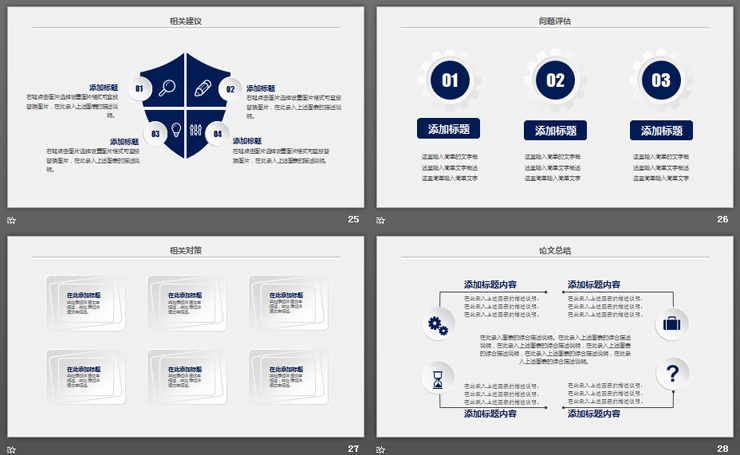 相关建议
添加标题
右键点击图片选择设置图片格式可直接
替换图片，在此录入上述图表的描述说
明。
01
02
添加标题
右键点击图片选择设置图片格式可直接
替换图片，在此录入上述图表的描述说
明。
添加标题
右键点击图片选择设置图片格式可直接
替换图片，在此录入上述图表的描述说
明。
03
04
添加标题
右键点击图片选择设置图片格式可直接
替换图片，在此录入上述图表的描述说明。
25
问题评估
01
02
03
添加标题
添加标题
添加标题
这里输入简单的文字概
述这里输入简单文字概述
这里简单输入简单文字
这里输入简单的文字概
述这里输入简单文字概述
这里简单输入简单文字
这里输入简单的文字概
述这里输入简单文字概述
这里简单输入简单文字
26
相关对策
在此添加标题
在此添加标题
在此添加标题
在此添加标题
在此添加标题
在此添加标题
27
论文总结
添加标题内容
添加标题内容
在此录入上述图表的描述说明，
在此录入上述图表的描述说明，
在此录入上述图表的描述说明，
在此录入上述图表的描述说明，
在此录入上述图表的描述说明，
在此录入上述图表的描述说明，
在此录入图表的综合描述说明。在此录入上述图表的综合描述
说明，在此录入上述图表的综合描述说明，在此录入上述图表
的综合描述说明，在此录入上述图表的综合描述说明，在此录
入上述图表的综合描述说明。
?
在此录入上述图表的描述说明，
在此录入上述图表的描述说明，
在此录入上述图表的描述说明，
在此录入上述图表的描述说明，
在此录入上述图表的描述说明，
在此录入上述图表的描述说明，
添加标题内容
添加标题内容
28